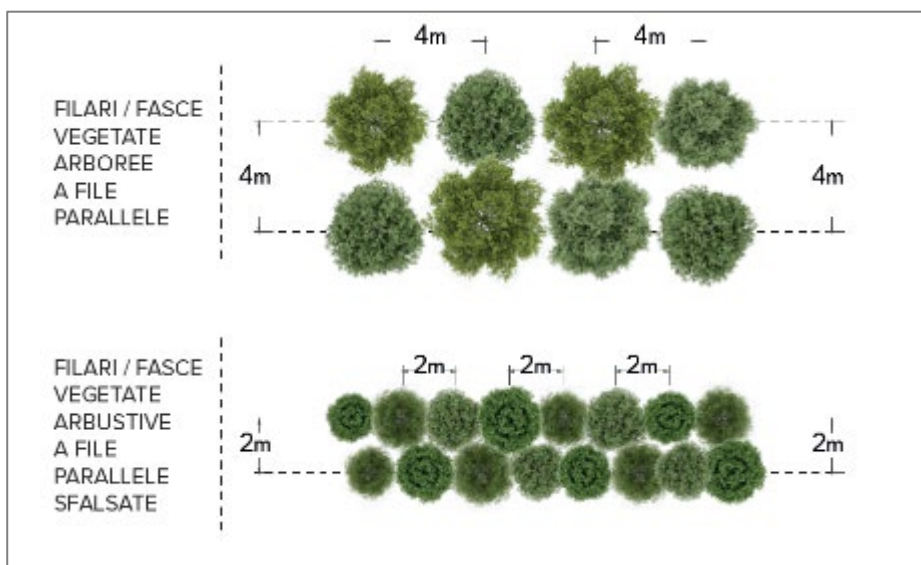 4m 4m
FILARI / FASCE
VEGETATE
ARBOREE
A FILE
PARALLELE
4m 4m
FILARI / FASCE
VEGETATE
ARBUSTIVE
A FILE
PARALLELE
SFALSATE
2m 2m 2m
2m 2m